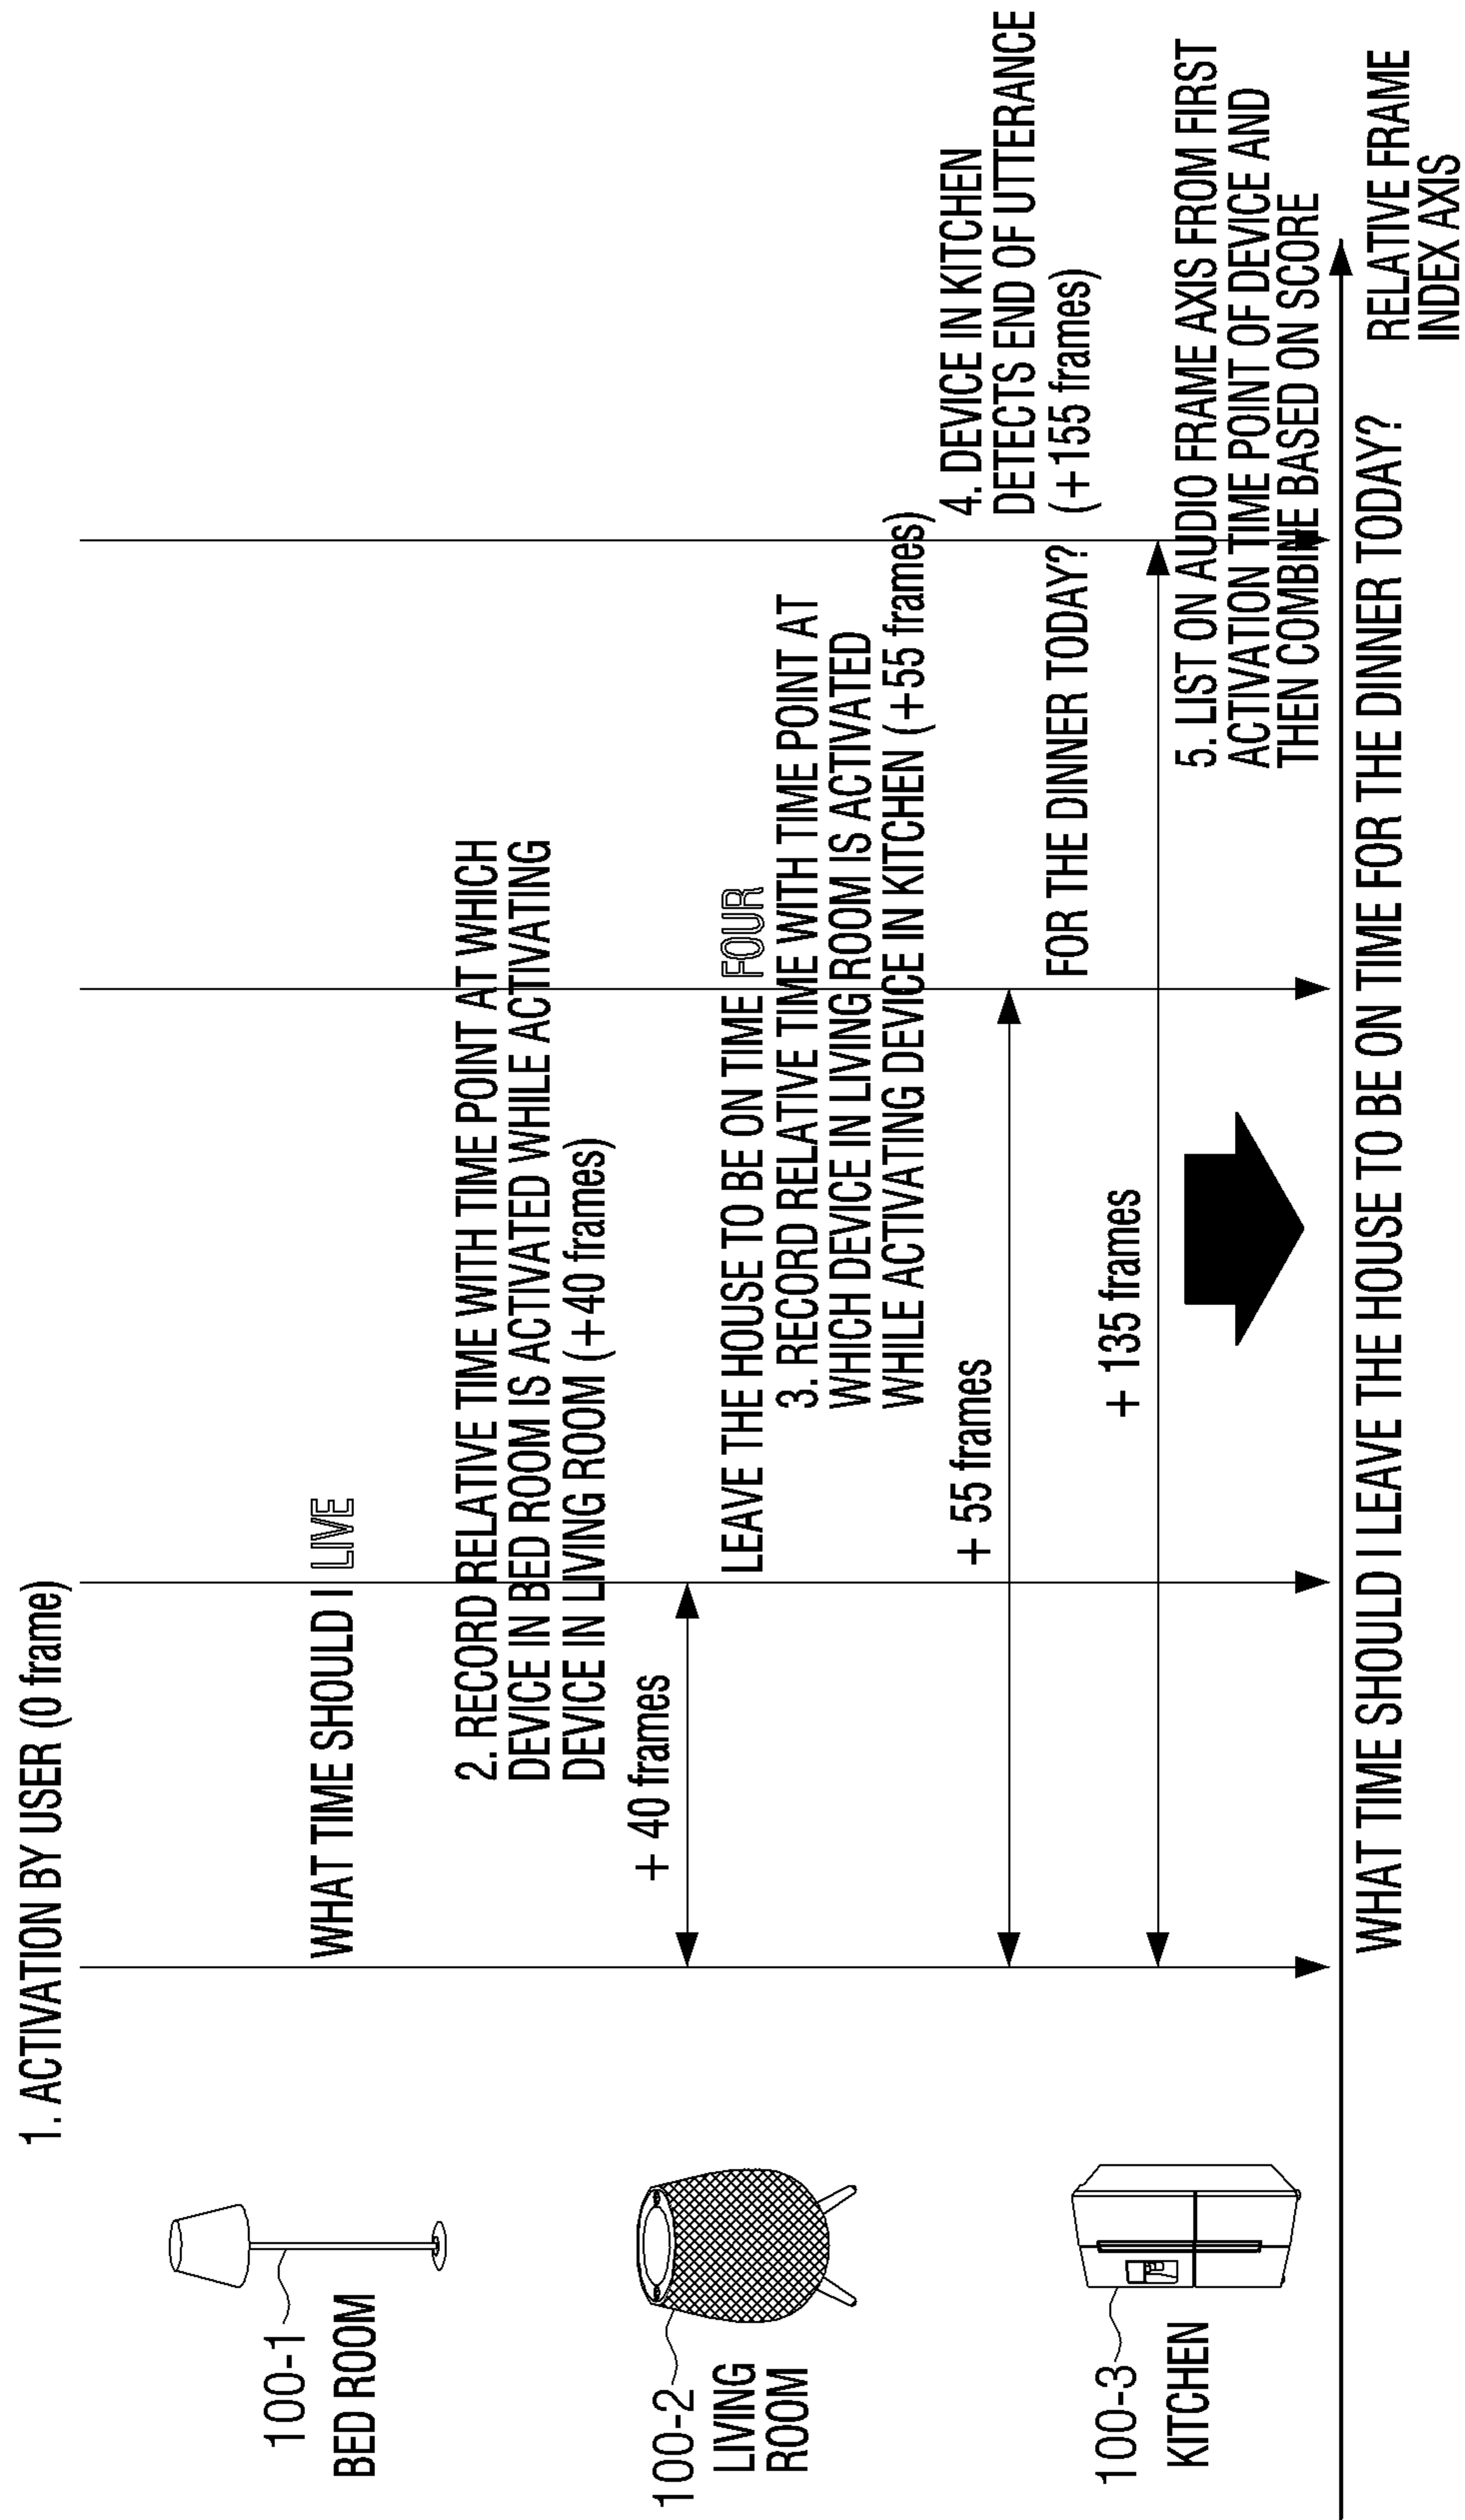 1. ACTIVATION BY USER (0 frame)
100-1
BED ROOM
WHAT TIME SHOULD I LIVE
2. RECORD RELATIVE TIME WITH TIME POINT AT WHICH
DEVICE IN BED ROOM IS ACTIVATED WHILE ACTIVATING
DEVICE IN LIVING ROOM (+40 frames)
+ 40 frames
100-2
LIVING
ROOM
LEAVE THE HOUSE TO BE ON TIME FOUR
3. RECORD RELATIVE TIME WITH TIME POINT AT
WHICH DEVICE IN LIVING ROOM IS ACTIVATED
WHILE ACTIVATING DEVICE IN KITCHEN (+55 frames)
+ 55 frames
4. DEVICE IN KITCHEN
DETECTS END OF UTTERANCE
(+155 frames)
100-3
KITCHEN
FOR THE DINNER TODAY?
+ 135 frames
5. LIST ON AUDIO FRAME AXIS FROM FIRST
ACTIVATION TIME POINT OF DEVICE AND
THEN COMBINE BASED ON SCORE
WHAT TIME SHOULD I LEAVE THE HOUSE TO BE ON TIME FOR THE DINNER TODAY?
RELATIVE FRAME
INDEX AXIS